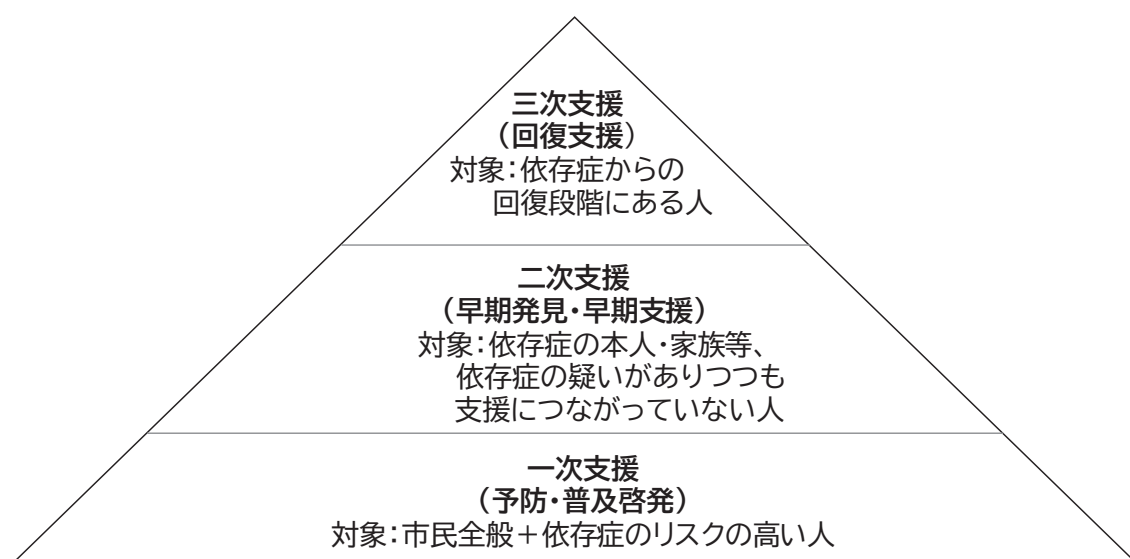 三次支援
（回復支援）
対象：依存症からの
回復段階にある人
二次支援
（早期発見・早期支援）
対象：依存症の本人・家族等、
依存症の疑いがありつつも
支援につながっていない人
一次支援
（予防・普及啓発）
対象：市民全般＋依存症のリスクの高い人